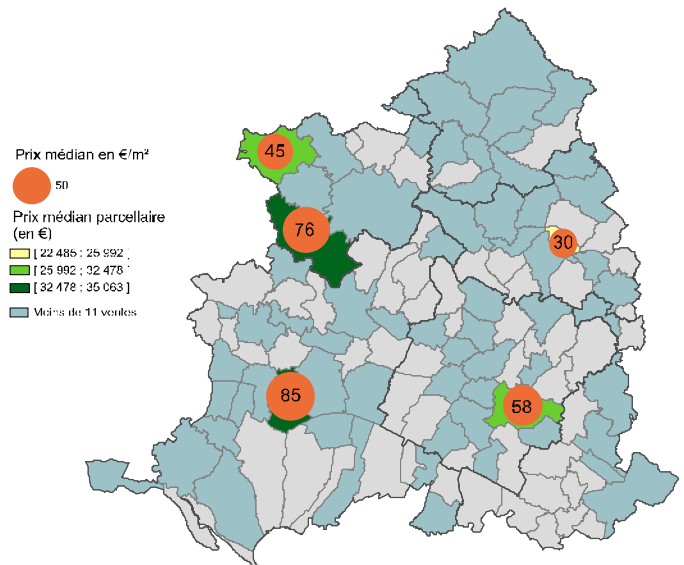 Prix médian en €/m²
50
Prix médian parcellaire
(en €)
[ 22 485 ; 25 992 ]
[ 25 992 ; 32 478 ]
[ 32 478 ; 35 063 ]
Moins de 11 ventes
45
76
30
85
58